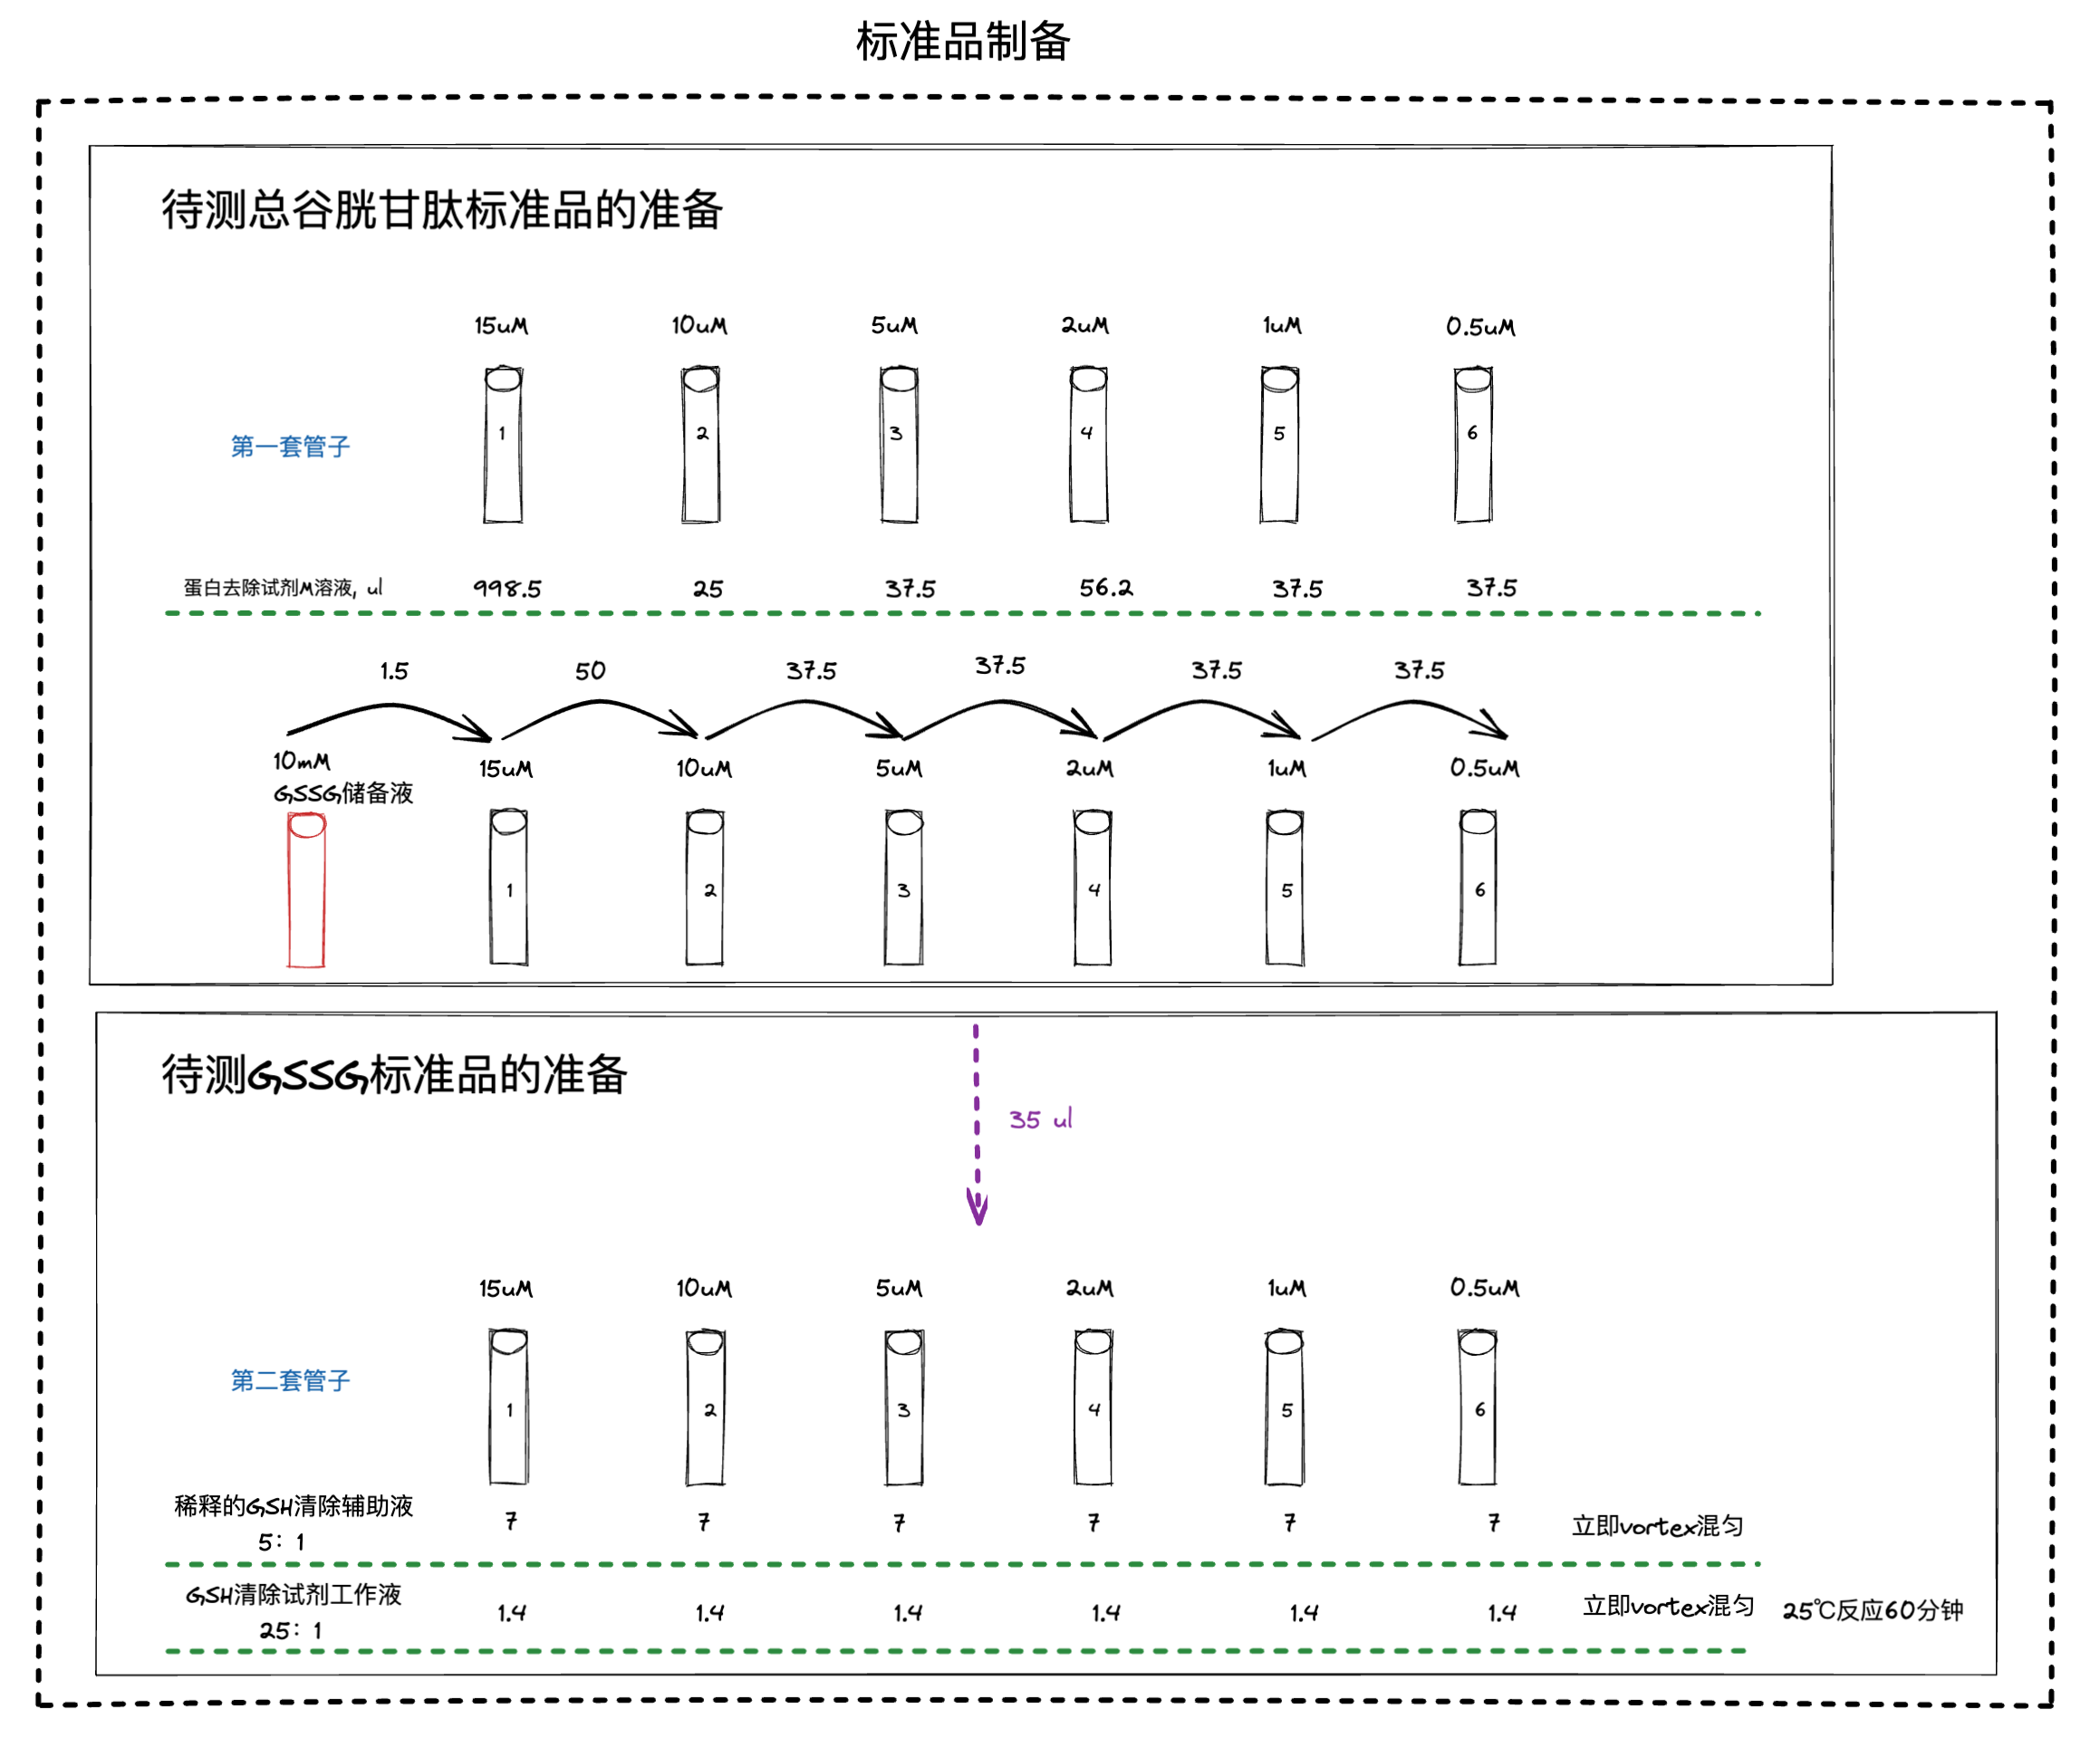 标准品制备
待测总谷胱甘肽标准品的准备
15uM 10uM 5uM 2uM 1uM 0.5uM
第一套管子 1 2 3 4 5 6
蛋白去除试剂M溶液, ul 998.5 25 37.5 56.2 37.5 37.5
1.5 50 37.5 37.5 37.5 37.5
10mM 15uM 10uM 5uM 2uM 1uM 0.5uM
GSSG储备液
1 2 3 4 5 6
待测GSSG标准品的准备
35 ul
15uM 10uM 5uM 2uM 1uM 0.5uM
第二套管子 1 2 3 4 5 6
稀释的GSH清除辅助液 7 7 7 7 7 7 立即vortex混匀
5：1
GSH清除试剂工作液 1.4 1.4 1.4 1.4 1.4 1.4 立即vortex混匀 25℃反应60分钟
25：1